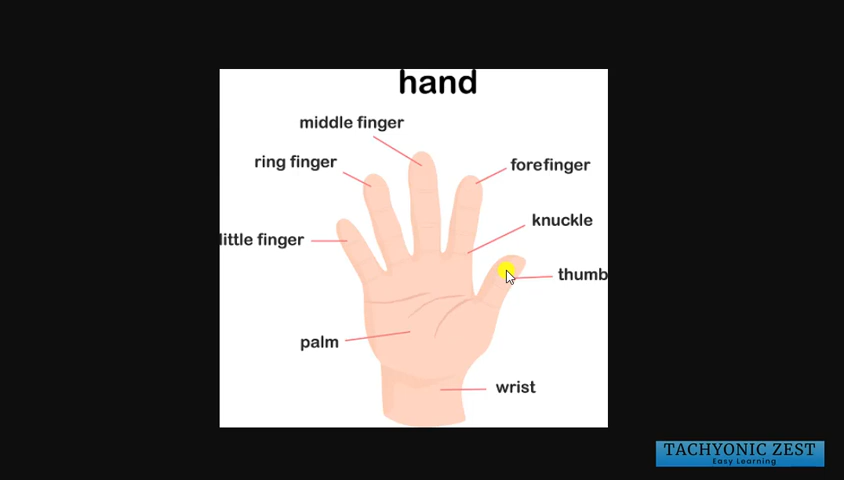 hand
middle finger
ring finger
forefinger
knuckle
little finger
thumb
palm
wrist
TACHYONIC ZEST
Easy Learning